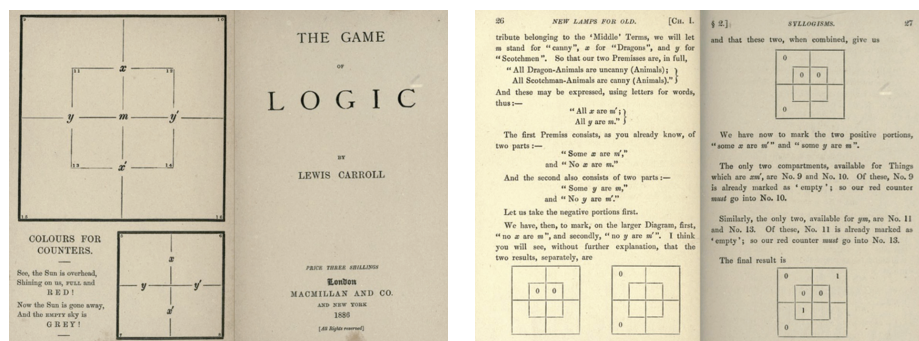 x
y
m
y'
x'
COLOURS FOR
COUNTERS.
See, the Sun is overhead,
Shining on us, FULL and
RED!
Now the Sun is gone away,
And the EMPTY sky is
GREY!
x
y
y'
x'
THE GAME
OF
LOGIC
BY
LEWIS CARROLL
PRICE THREE SHILLINGS
London
MACMILLAN AND CO.
AND NEW YORK
1886
[All Rights reserved]
26 NEW LAMPS FOR OLD. [CH. I.
tribute belonging to the 'Middle' Terms, we will let
m stand for "canny", x for "Dragons", and y for
"Scotchmen". So that our two Premisses are, in full,
"All Dragon-Animals are uncanny (Animals); }
All Scotchman-Animals are canny (Animals)." }
And these may be expressed, using letters for words,
thus:—
"All x are m'; }
All y are m." }
The first Premiss consists, as you already know, of
two parts:—
"Some x are m',"
and "No x are m."
And the second also consists of two parts:—
"Some y are m,"
and "No y are m'."
Let us take the negative portions first.
We have, then, to mark, on the larger Diagram, first,
"no x are m", and secondly, "no y are m'". I think
you will see, without further explanation, that the
two results, separately, are
0 0
0
0
§ 2.] SYLLOGISMS. 27
and that these two, when combined, give us
0
0 0
0
We have now to mark the two positive portions,
"some x are m'" and "some y are m".
The only two compartments, available for Things
which are xm', are No. 9 and No. 10. Of these, No. 9
is already marked as 'empty'; so our red counter
must go into No. 10.
Similarly, the only two, available for ym, are No. 11
and No. 13. Of these, No. 11 is already marked as
'empty'; so our red counter must go into No. 13.
The final result is
0 1
0 0
1
0